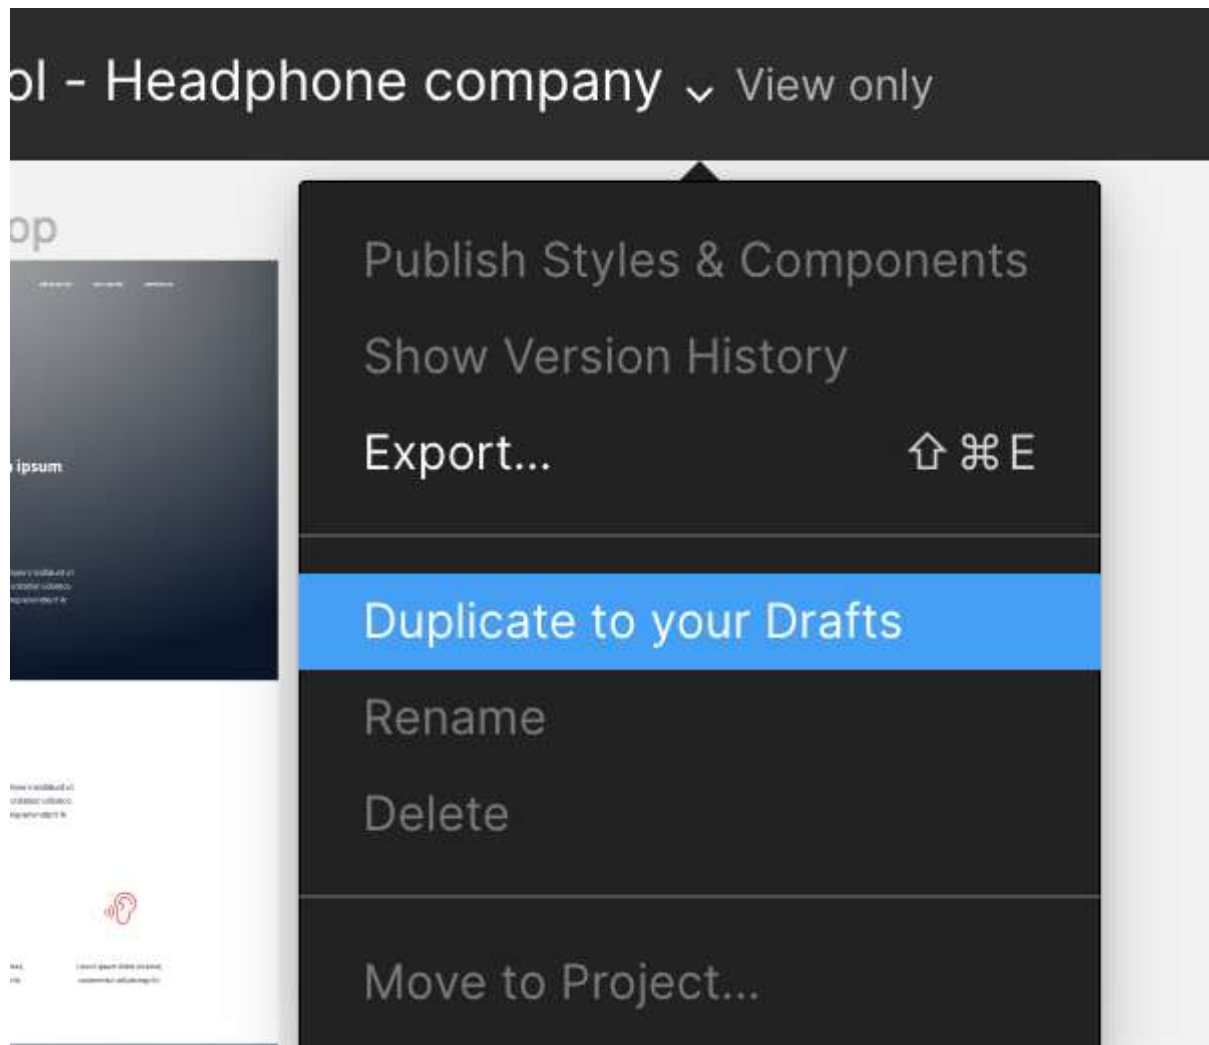 ol - Headphone company View only
op
Publish Styles & Components
Show Version History
Export... ⇧ ⌘ E
ipsum
Duplicate to your Drafts
Rename
Delete
Move to Project...